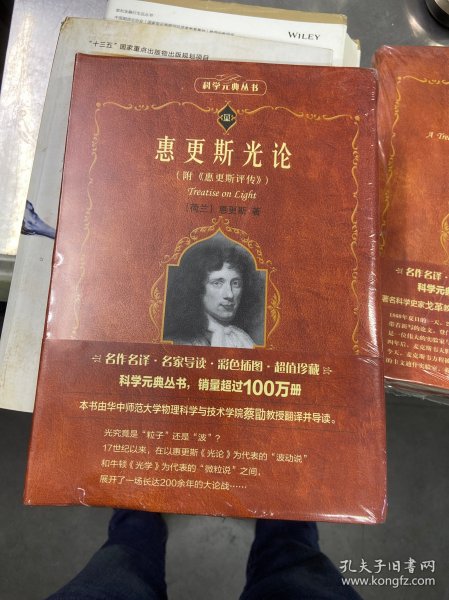 WILEY
"十三五"国家重点出版物出版规划项目
科学元典丛书
惠更斯光论
(附《惠更斯评传》)
Treatise on Light
[荷兰] 惠更斯 著
名作名译·名家导读·彩色插图·超值珍藏
科学元典丛书,销量超过100万册
本书由华中师范大学物理科学与技术学院蔡勖教授翻译并导读。
光究竟是"粒子"还是"波"?
17世纪以来,在以惠更斯《光论》为代表的"波动说"
和牛顿《光学》为代表的"微粒说"之间,
展开了一场长达200余年的大论战……
A Trea
名作名译·
科学元典
著名科学史家戈革教
孔夫子旧书网
www.kongfz.com